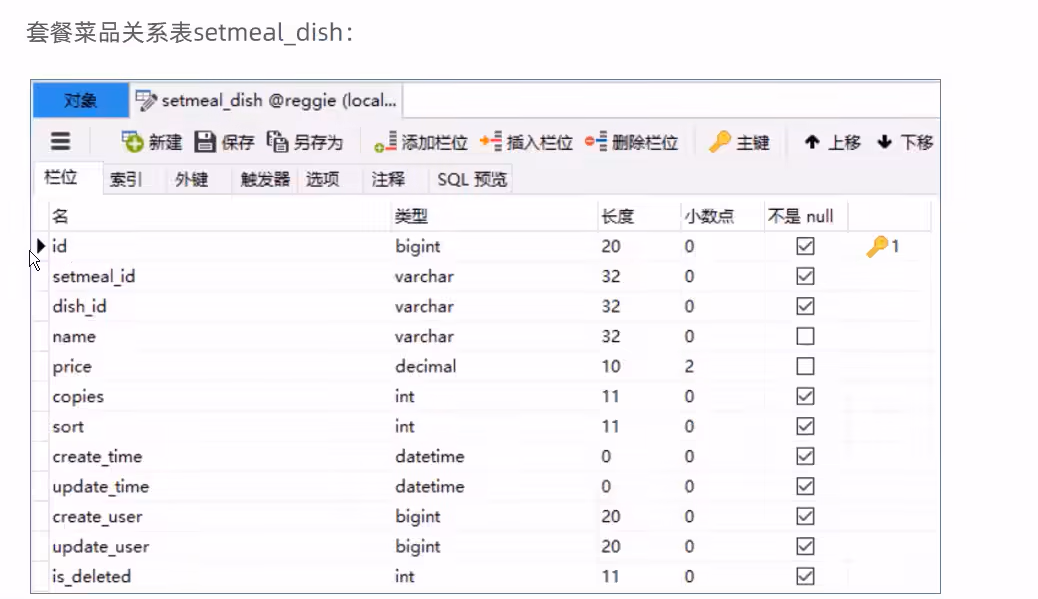 套餐菜品关系表setmeal_dish：
对象 setmeal_dish @reggie (local...
新建 保存 另存为 添加栏位 插入栏位 删除栏位 主键 上移 下移
栏位 索引 外键 触发器 选项 注释 SQL 预览
名 类型 长度 小数点 不是 null
id bigint 20 0 1
setmeal_id varchar 32 0
dish_id varchar 32 0
name varchar 32 0
price decimal 10 2
copies int 11 0
sort int 11 0
create_time datetime 0 0
update_time datetime 0 0
create_user bigint 20 0
update_user bigint 20 0
is_deleted int 11 0